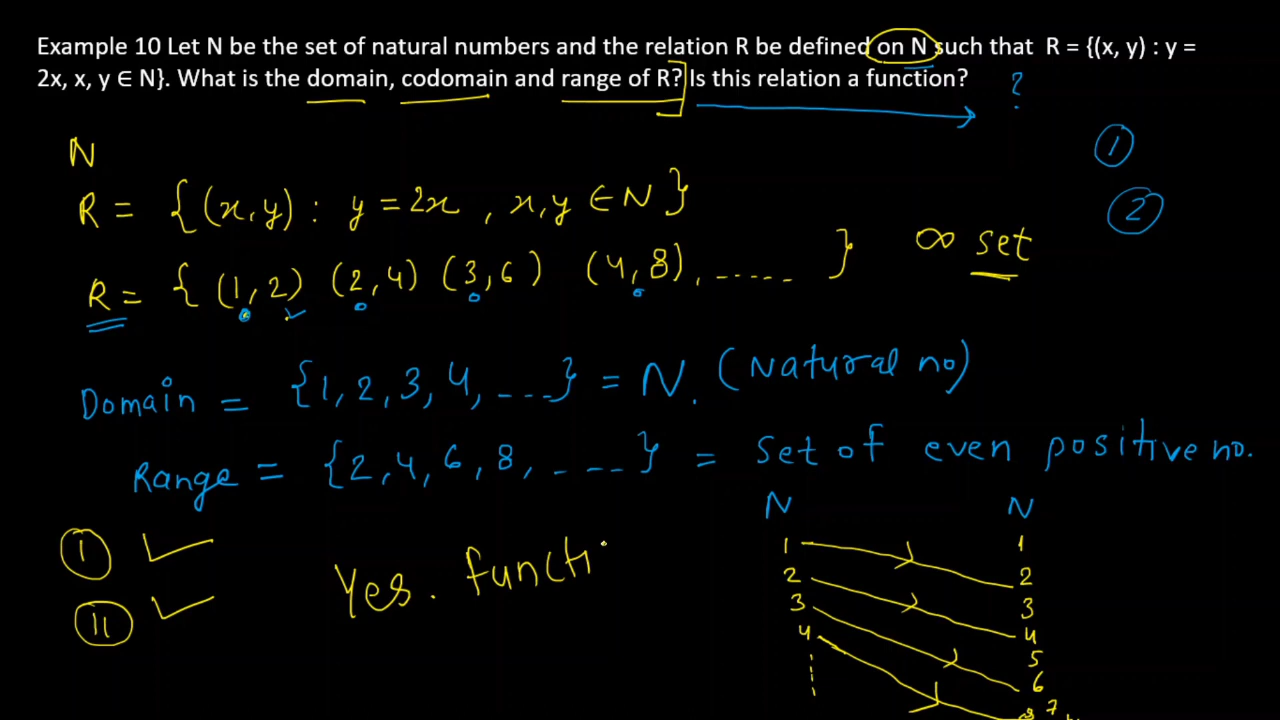 Example 10 Let N be the set of natural numbers and the relation R be defined on N such that R = {(x, y) : y =
2x, x, y ∈ N}. What is the domain, codomain and range of R? Is this relation a function?
?
1
N
2
R = {(x,y) : y = 2x , x,y ∈ N}
R = { (1,2) (2,4) (3,6) (4,8), ...... } ∞ set
Domain = {1,2,3,4, ---} = N. (Natural no)
Range = {2,4,6,8, ---} = Set of even positive no.
N N
I
Yes. functi
II
1 1
2 2
3 3
4 4
5
6
7
8